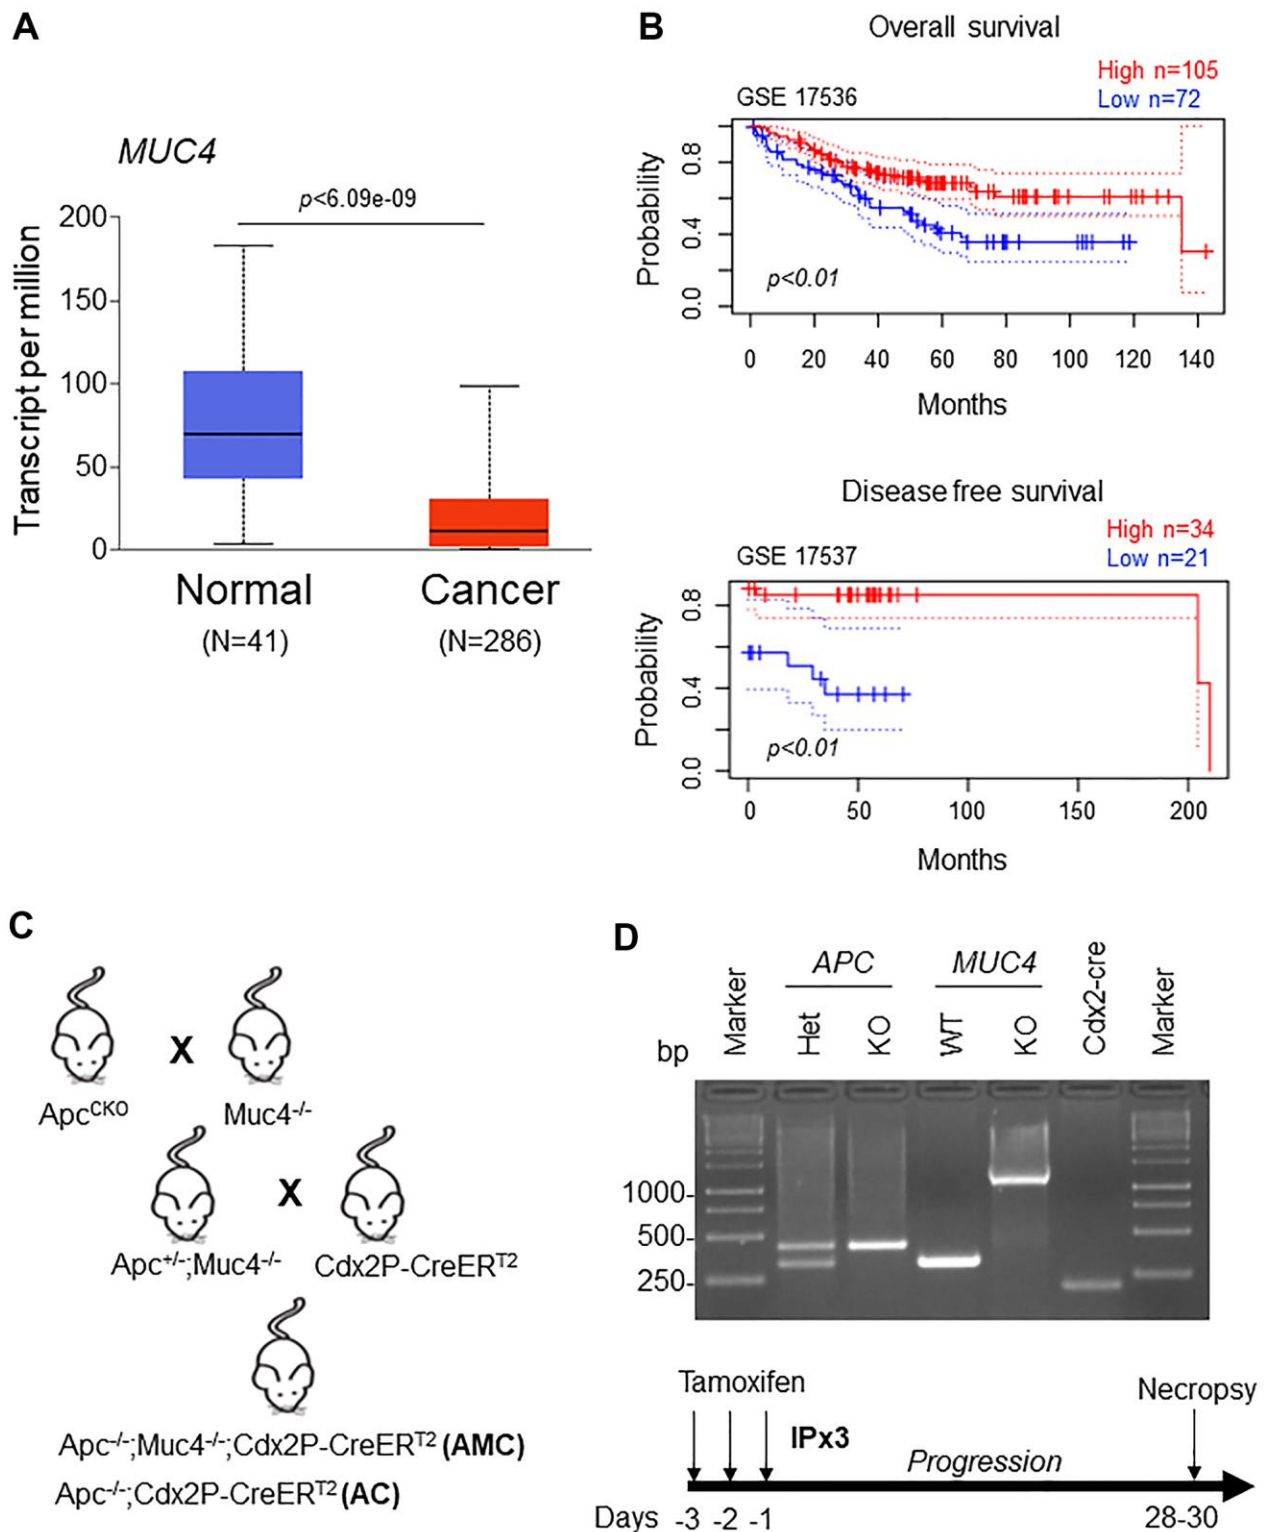 A
MUC4
p<6.09e-09
Transcript per million
200
150
100
50
0
Normal
Cancer
(N=41)
(N=286)
B
Overall survival
High n=105
GSE 17536
Low n=72
Probability
0.8
0.4
0.0
p<0.01
0 20 40 60 80 100 120 140
Months
Disease free survival
High n=34
GSE 17537
Low n=21
Probability
0.8
0.4
0.0
p<0.01
0 50 100 150 200
Months
C
X
Apc^CKO Muc4^-/-
X
Apc^+/-;Muc4^-/- Cdx2P-CreER^T2
Apc^-/-;Muc4^-/-;Cdx2P-CreER^T2 (AMC)
Apc^-/-;Cdx2P-CreER^T2 (AC)
D
APC MUC4
bp Marker Het KO WT KO Cdx2-cre Marker
1000
500
250
Tamoxifen
Necropsy
IPx3
Progression
Days -3 -2 -1 28-30